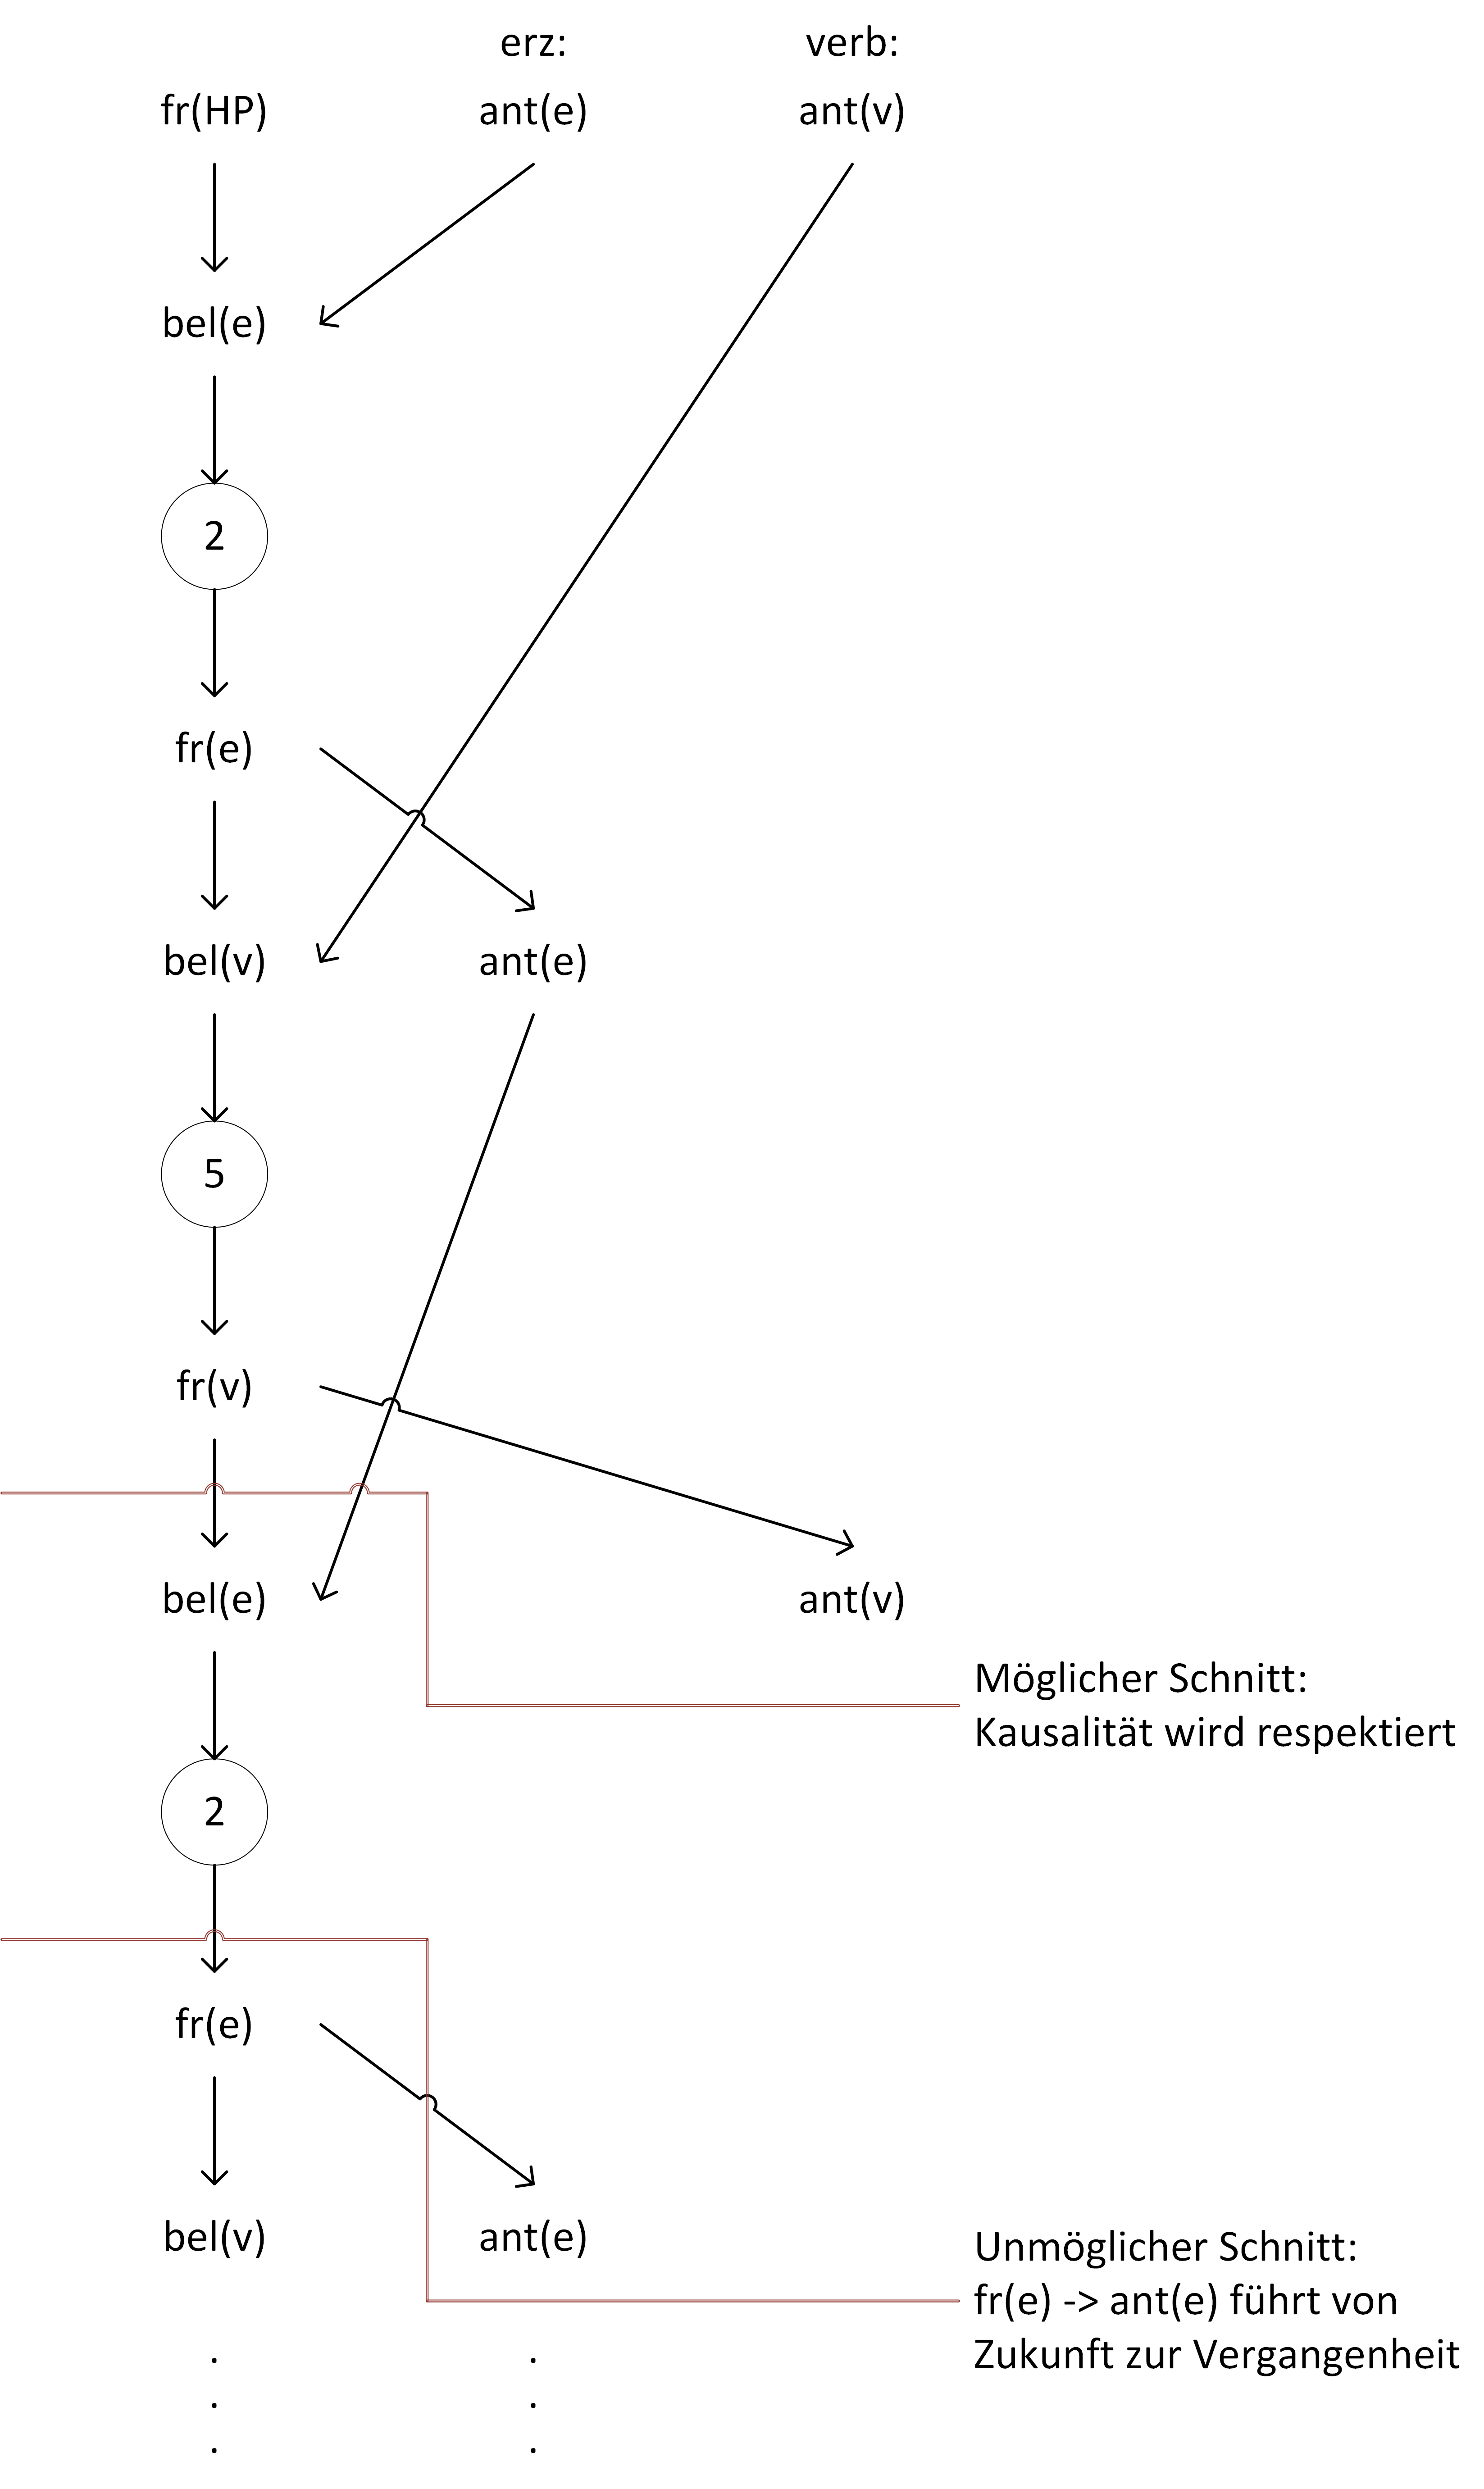 erz: verb:
fr(HP) ant(e) ant(v)
bel(e)
2
fr(e)
bel(v) ant(e)
5
fr(v)
bel(e) ant(v)
Möglicher Schnitt:
Kausalität wird respektiert
2
fr(e)
bel(v) ant(e)
Unmöglicher Schnitt:
fr(e) -> ant(e) führt von
Zukunft zur Vergangenheit
. .
. .
. .